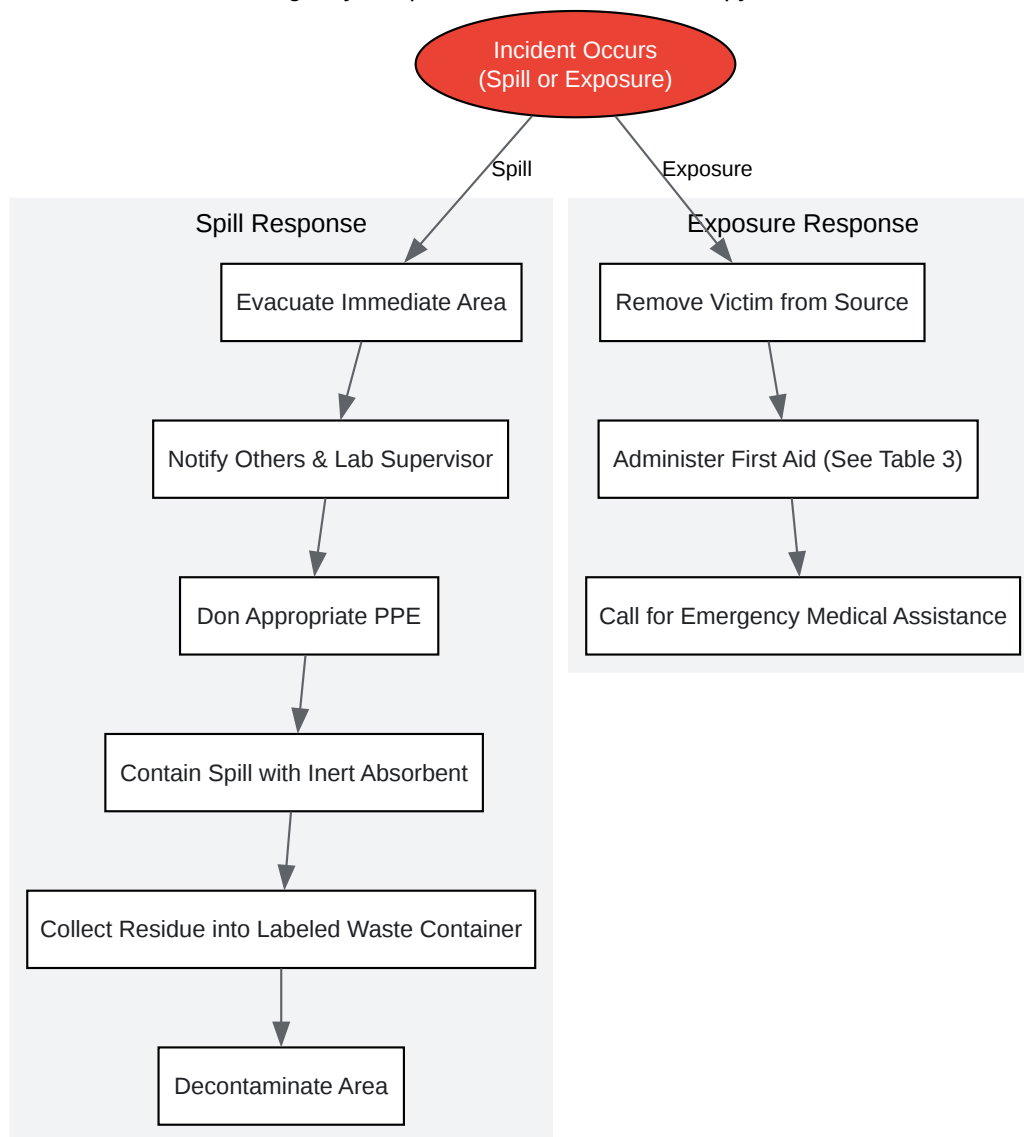 Incident Occurs
(Spill or Exposure)
Spill
Exposure
Spill Response
Evacuate Immediate Area
Notify Others & Lab Supervisor
Don Appropriate PPE
Contain Spill with Inert Absorbent
Collect Residue into Labeled Waste Container
Decontaminate Area
Exposure Response
Remove Victim from Source
Administer First Aid (See Table 3)
Call for Emergency Medical Assistance